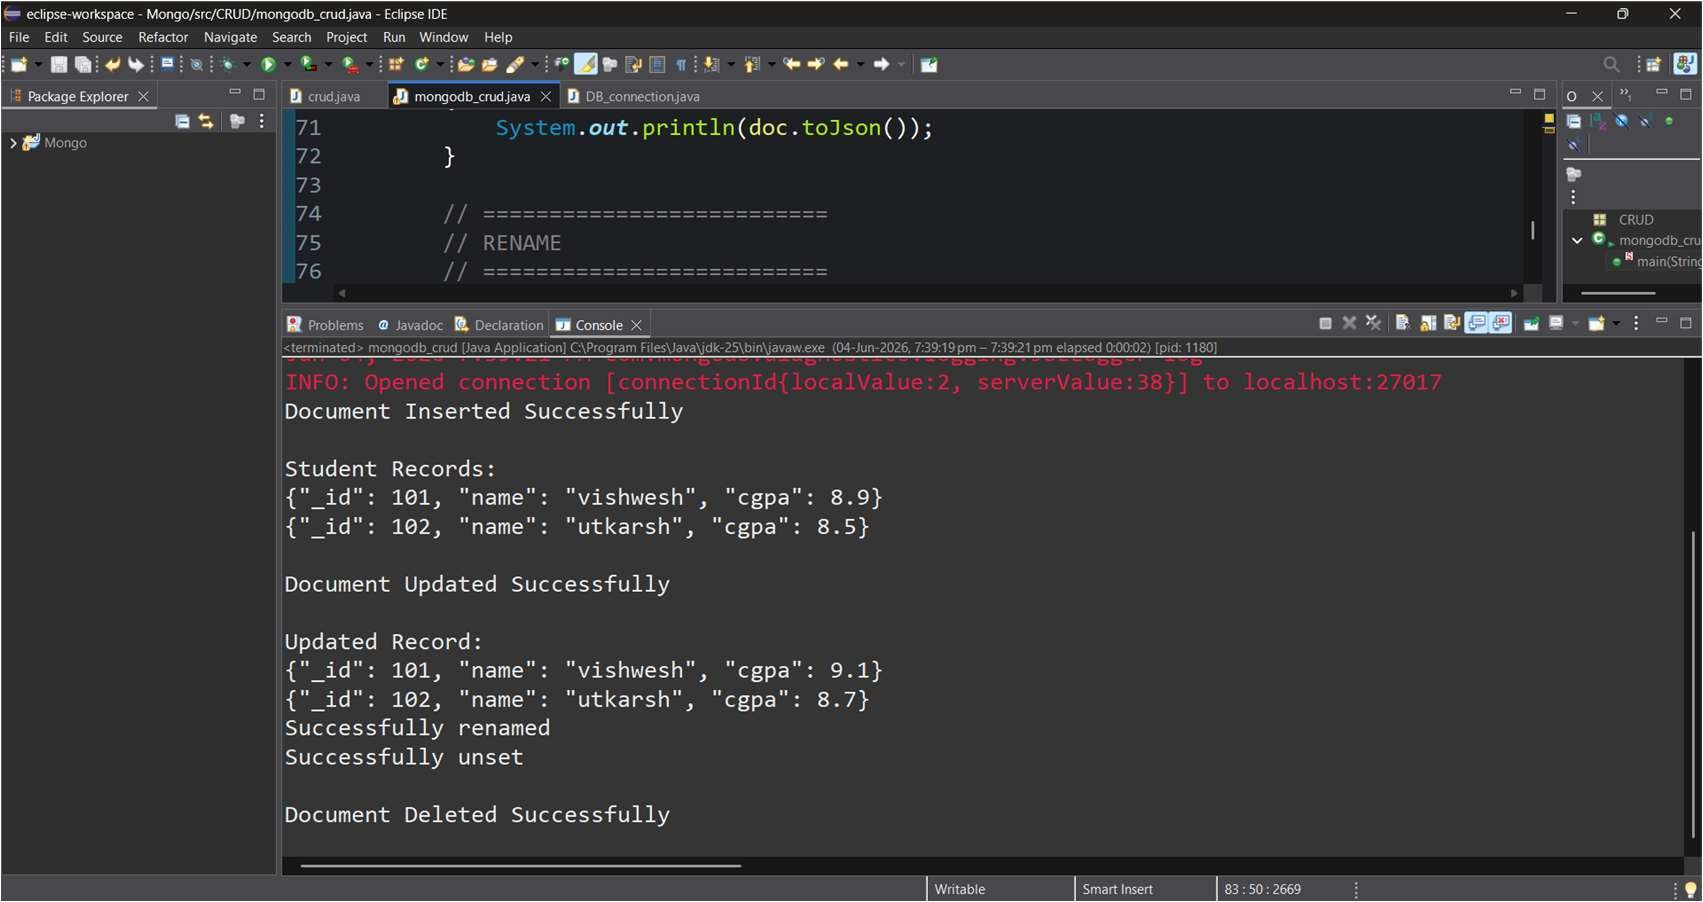 eclipse-workspace - Mongo/src/CRUD/mongodb_crud.java - Eclipse IDE
File Edit Source Refactor Navigate Search Project Run Window Help
Package Explorer
Mongo
crud.java mongodb_crud.java DB_connection.java
71 System.out.println(doc.toJson());
72 }
73
74 // ==========================
75 // RENAME
76 // ==========================
O
CRUD
mongodb_cru
main(String
Problems Javadoc Declaration Console
<terminated> mongodb_crud [Java Application] C:\Program Files\Java\jdk-25\bin\javaw.exe (04-Jun-2026, 7:39:19 pm – 7:39:21 pm elapsed 0:00:02) [pid: 1180]
INFO: Opened connection [connectionId{localValue:2, serverValue:38}] to localhost:27017
Document Inserted Successfully
Student Records:
{"_id": 101, "name": "vishwesh", "cgpa": 8.9}
{"_id": 102, "name": "utkarsh", "cgpa": 8.5}
Document Updated Successfully
Updated Record:
{"_id": 101, "name": "vishwesh", "cgpa": 9.1}
{"_id": 102, "name": "utkarsh", "cgpa": 8.7}
Successfully renamed
Successfully unset
Document Deleted Successfully
Writable Smart Insert 83 : 50 : 2669